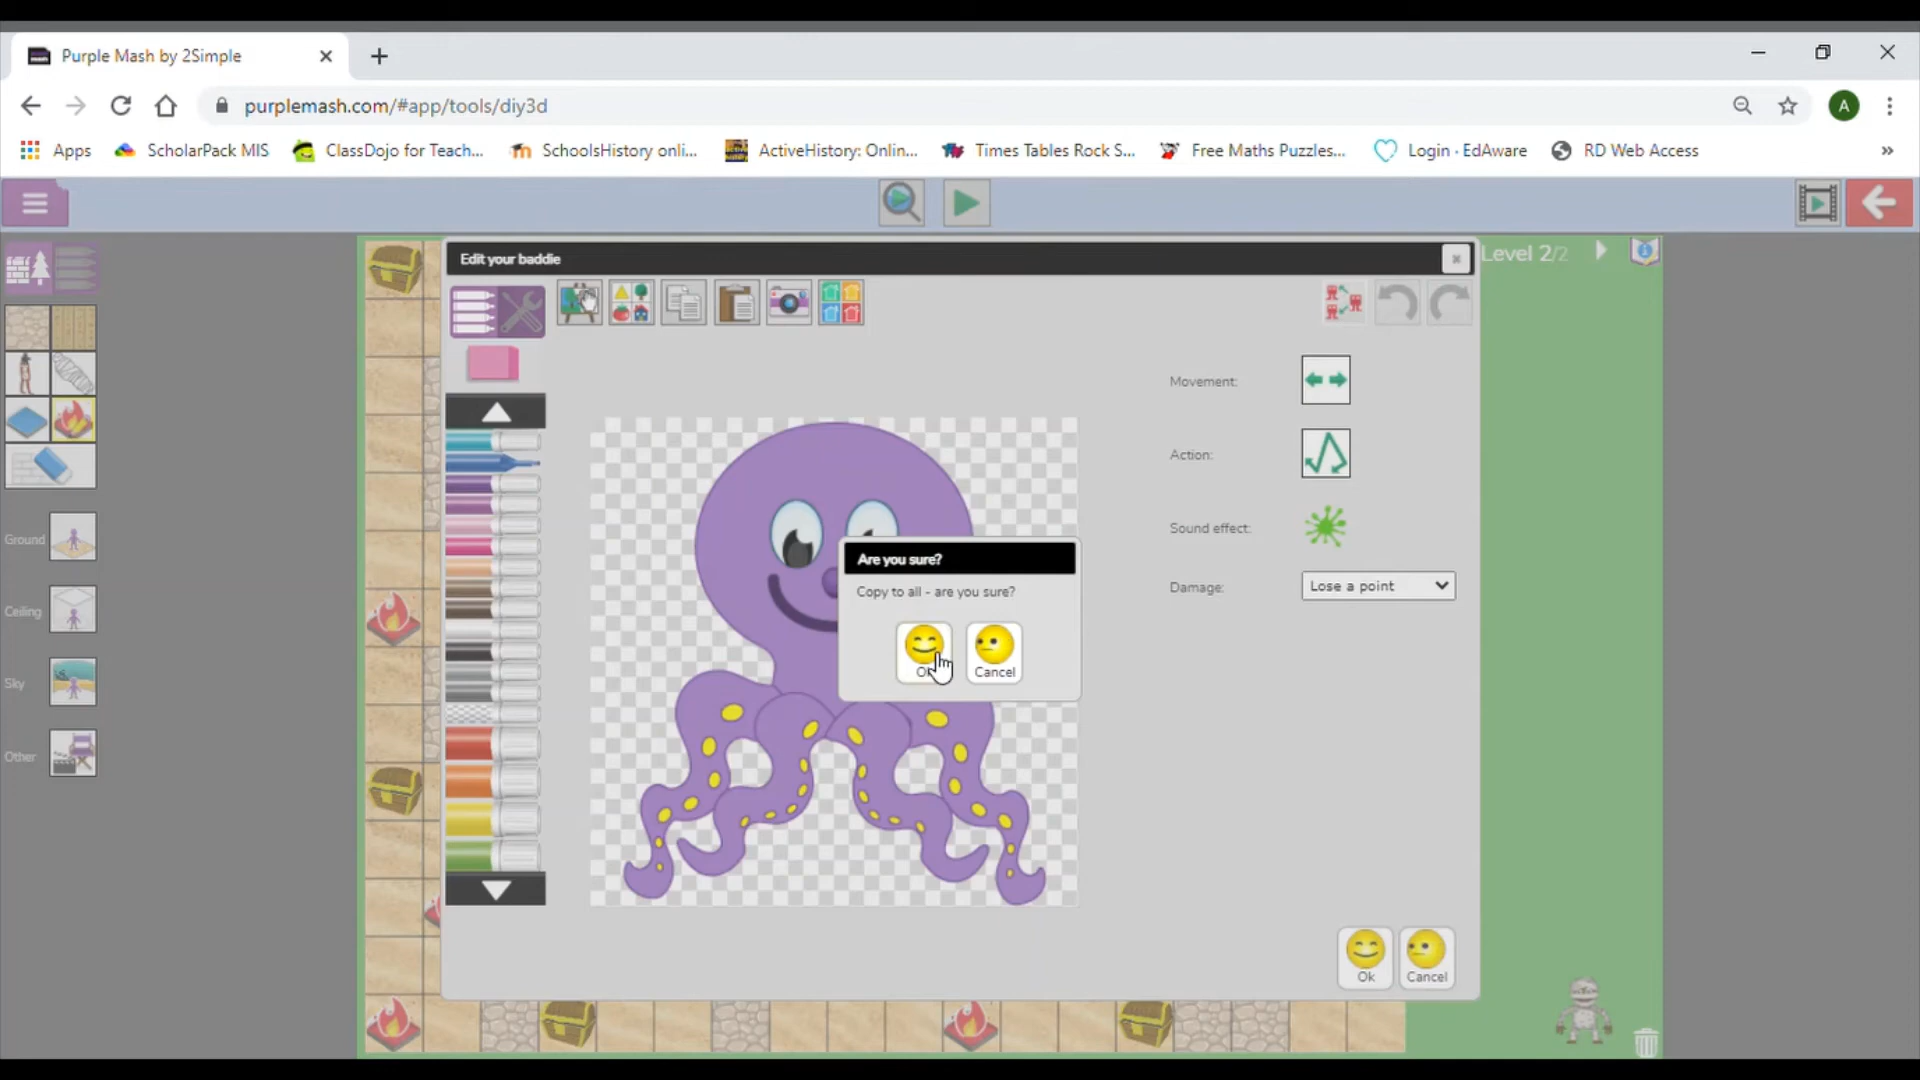 Purple Mash by 2Simple
purplemash.com/#app/tools/diy3d
A
Apps
ScholarPack MIS
ClassDojo for Teach...
SchoolsHistory onli...
ActiveHistory: Onlin...
Times Tables Rock S...
Free Maths Puzzles...
Login · EdAware
RD Web Access
»
Edit your baddie
Level 2/2
Movement:
Action:
Sound effect:
Damage:
Lose a point
Are you sure?
Copy to all - are you sure?
Cancel
Ground
Ceiling
Sky
Other
Ok
Cancel